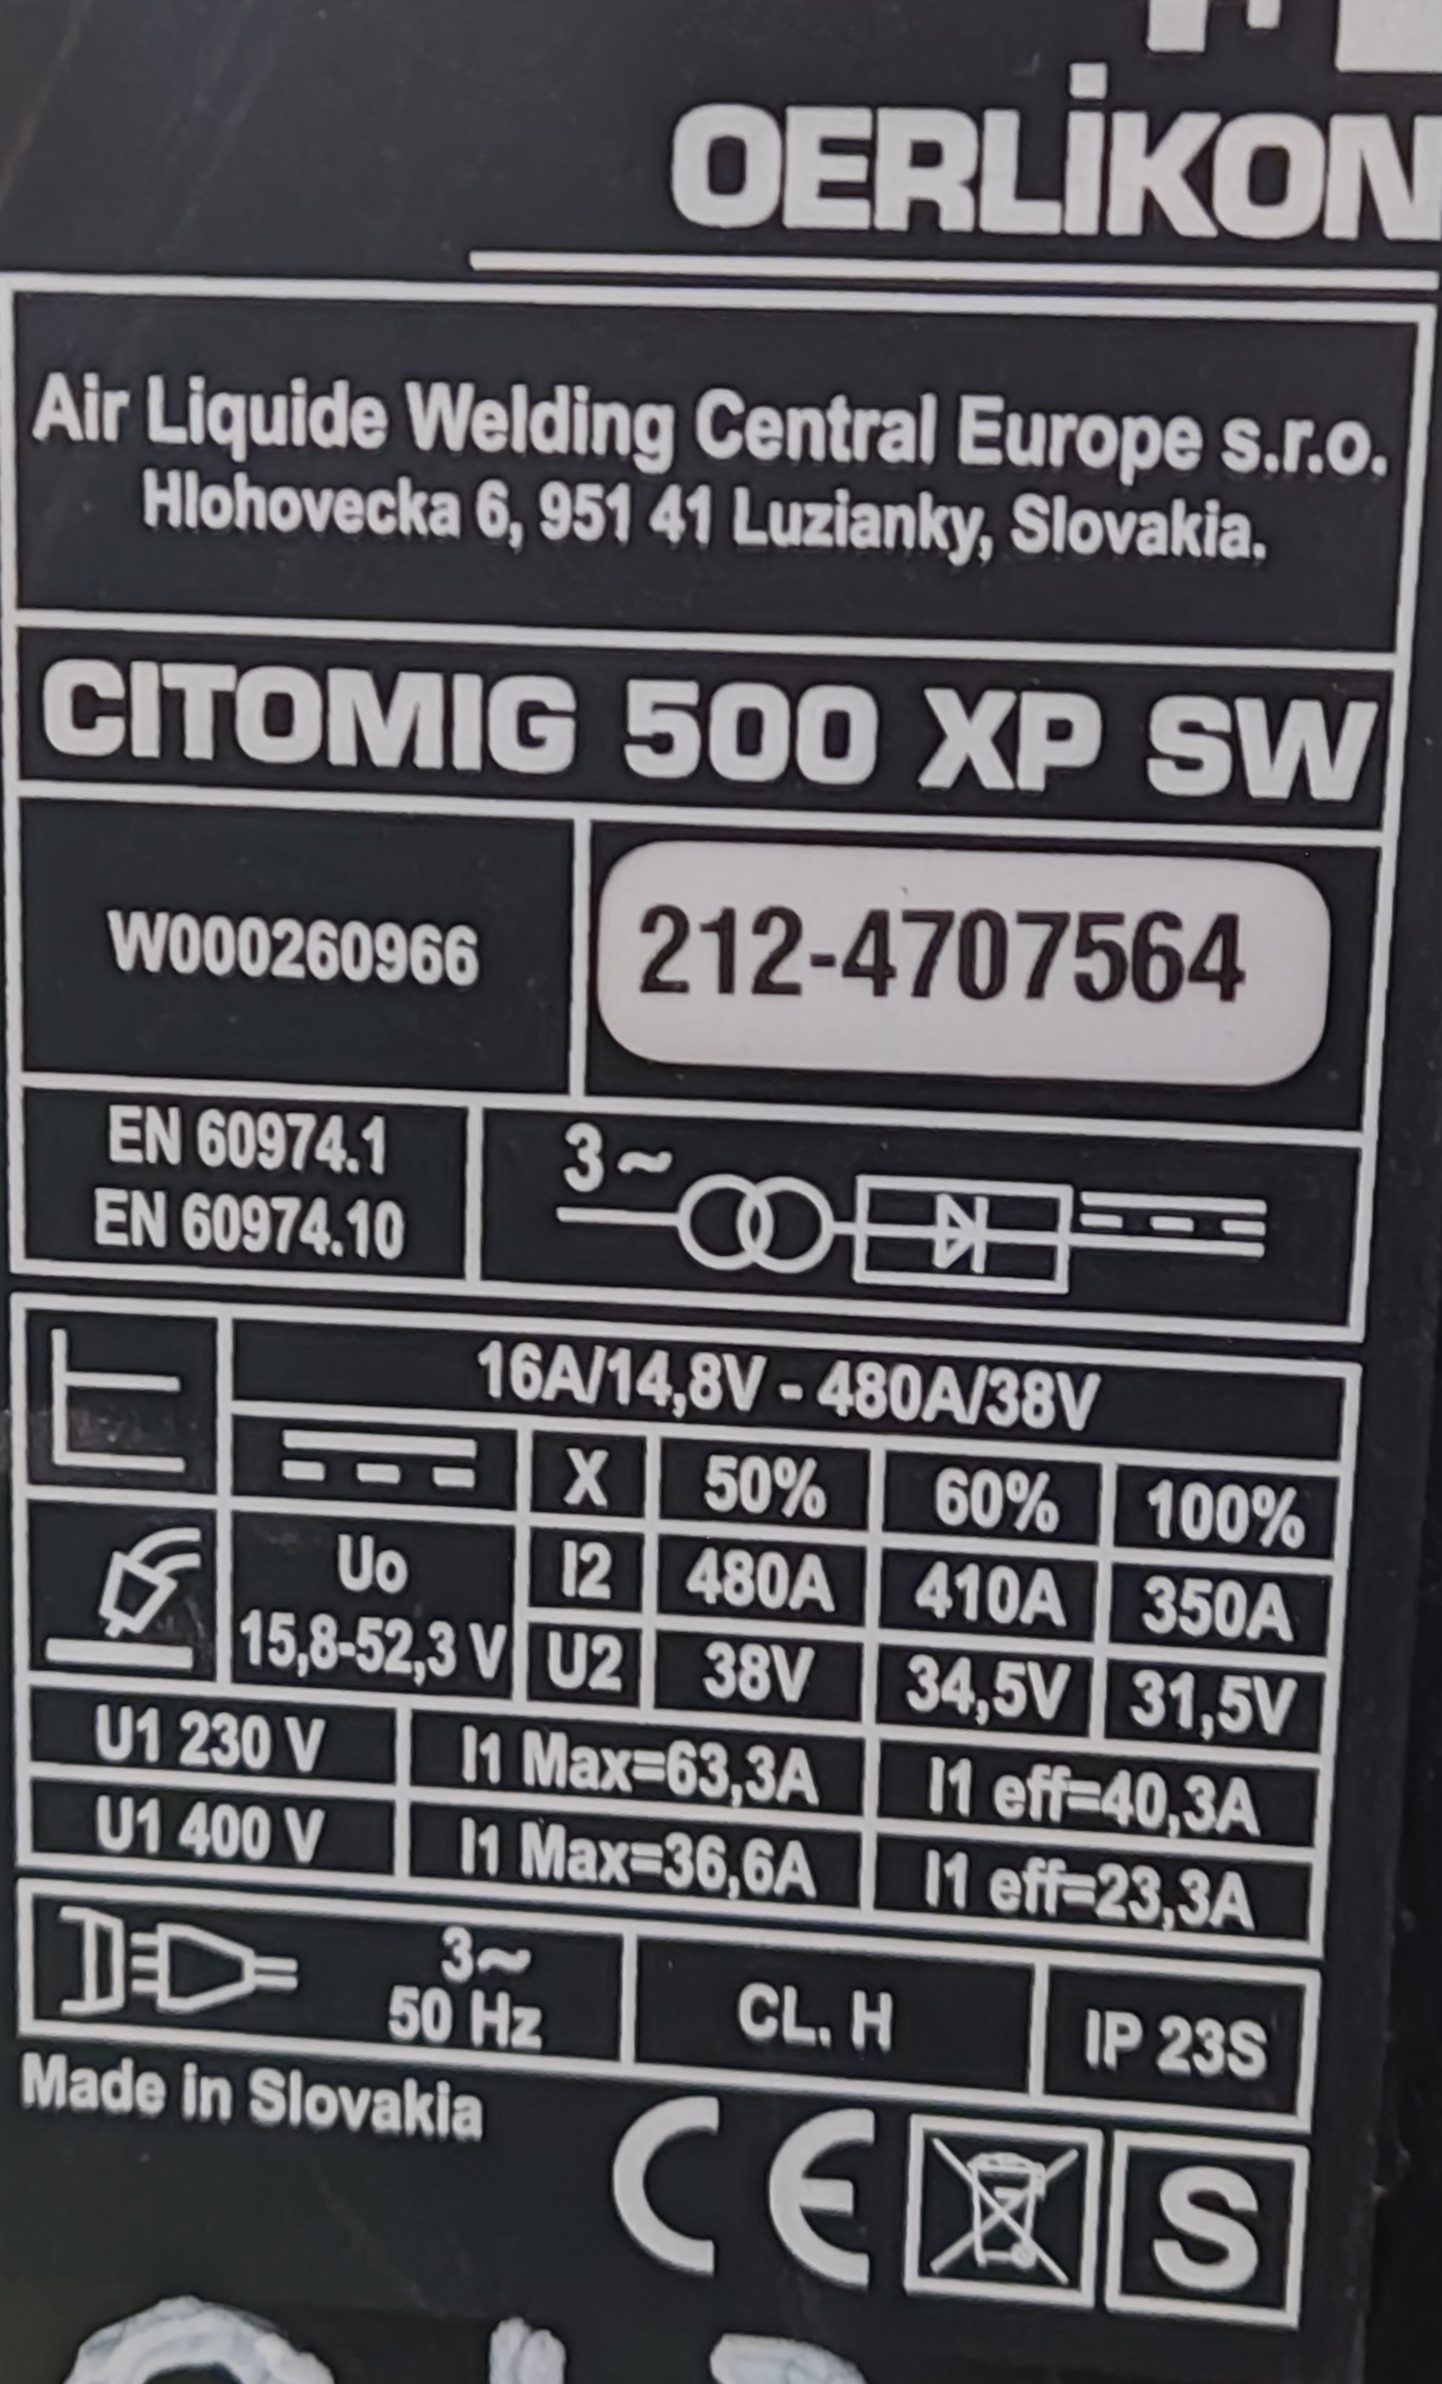 OERLİKON
Air Liquide Welding Central Europe s.r.o.
Hlohovecka 6, 951 41 Luzianky, Slovakia.
CITOMIG 500 XP SW
W000260966
212-4707564
EN 60974.1
EN 60974.10
3~
16A/14,8V - 480A/38V
X 50% 60% 100%
Uo
15,8-52,3 V
I2 480A 410A 350A
U2 38V 34,5V 31,5V
U1 230 V I1 Max=63,3A I1 eff=40,3A
U1 400 V I1 Max=36,6A I1 eff=23,3A
3~
50 Hz
CL. H
IP 23S
Made in Slovakia
CE
S